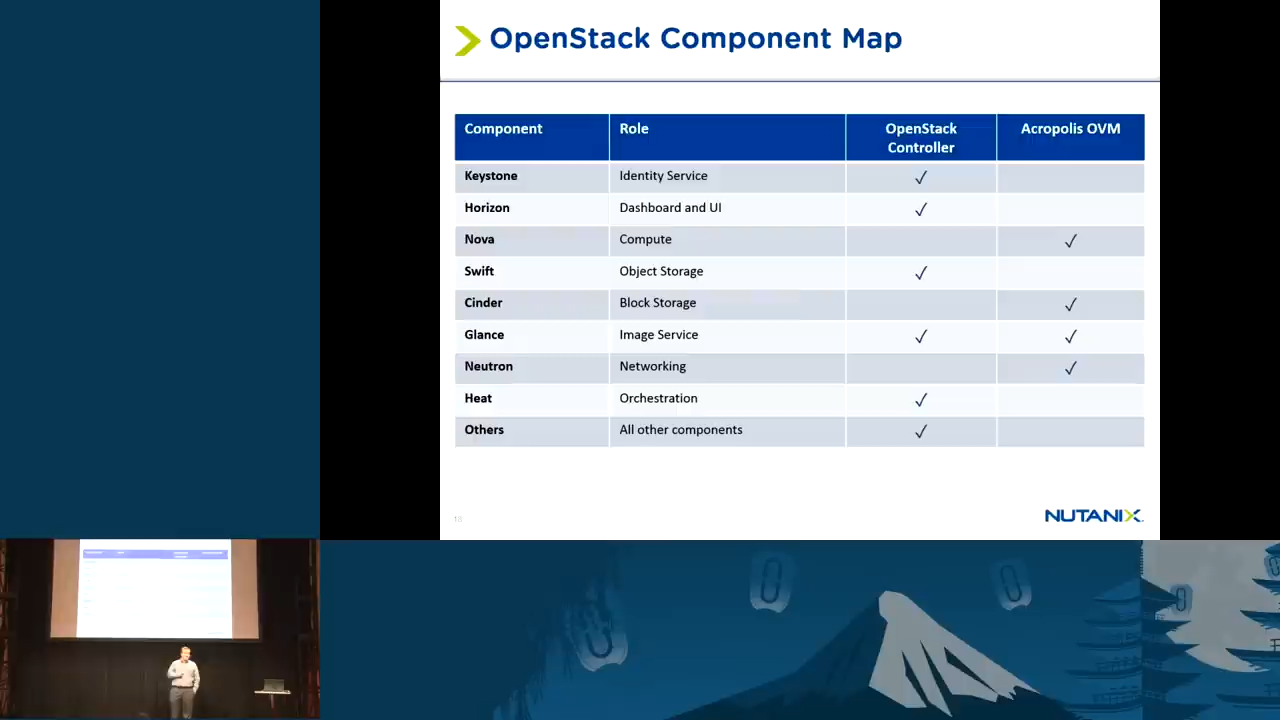 OpenStack Component Map
Component Role OpenStack Controller Acropolis OVM
Keystone Identity Service ✓
Horizon Dashboard and UI ✓
Nova Compute ✓
Swift Object Storage ✓
Cinder Block Storage ✓
Glance Image Service ✓ ✓
Neutron Networking ✓
Heat Orchestration ✓
Others All other components ✓
NUTANIX